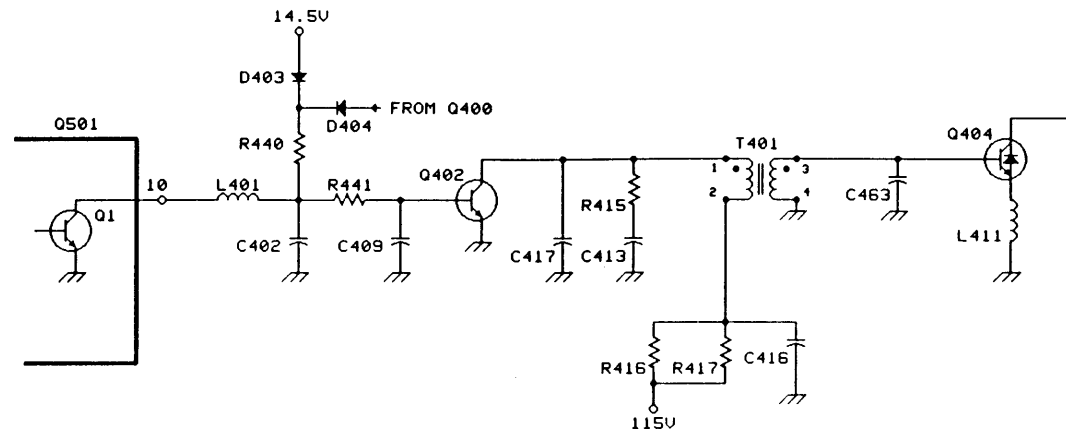 14.5V
D403
FROM Q400
D404
Q501
R440
Q404
T401
Q402
10
L401
R441
1
3
2
4
Q1
R415
C463
C402
C409
C417
C413
L411
R416
R417
C416
115V